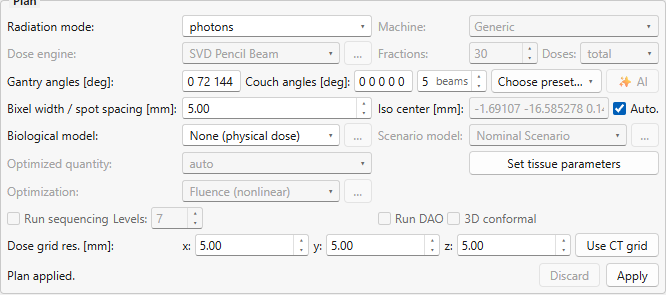 Plan
Radiation mode: photons Machine: Generic
Dose engine: SVD Pencil Beam ... Fractions: 30 Doses: total
Gantry angles [deg]: 0 72 144 Couch angles [deg]: 0 0 0 0 0 5 beams Choose preset... ✨ AI
Bixel width / spot spacing [mm]: 5.00 Iso center [mm]: -1.69107 -16.585278 0.14 Auto.
Biological model: None (physical dose) ... Scenario model: Nominal Scenario ...
Optimized quantity: auto Set tissue parameters
Optimization: Fluence (nonlinear) ...
Run sequencing Levels: 7 Run DAO 3D conformal
Dose grid res. [mm]: x: 5.00 y: 5.00 z: 5.00 Use CT grid
Plan applied. Discard Apply